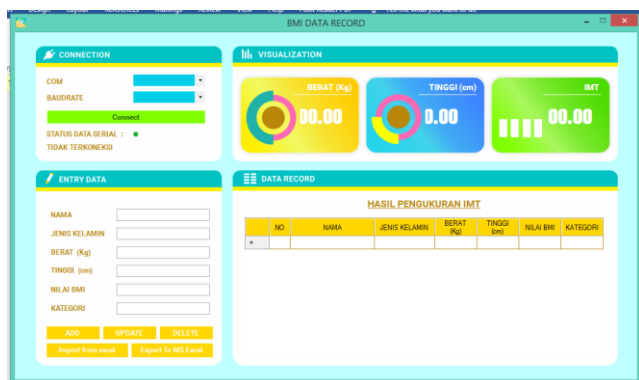 BMI DATA RECORD
CONNECTION
COM
BAUDRATE
Connect
STATUS DATA SERIAL :
TIDAK TERKONEKSI
VISUALIZATION
BERAT (Kg)
00.00
TINGGI (cm)
0.00
IMT
00.00
ENTRY DATA
NAMA
JENIS KELAMIN
BERAT (Kg)
TINGGI (cm)
NILAI BMI
KATEGORI
ADD UPDATE DELETE
Import from excel Export To MS Excel
DATA RECORD
HASIL PENGUKURAN IMT
NO NAMA JENIS KELAMIN BERAT (Kg) TINGGI (cm) NILAI BMI KATEGORI
*